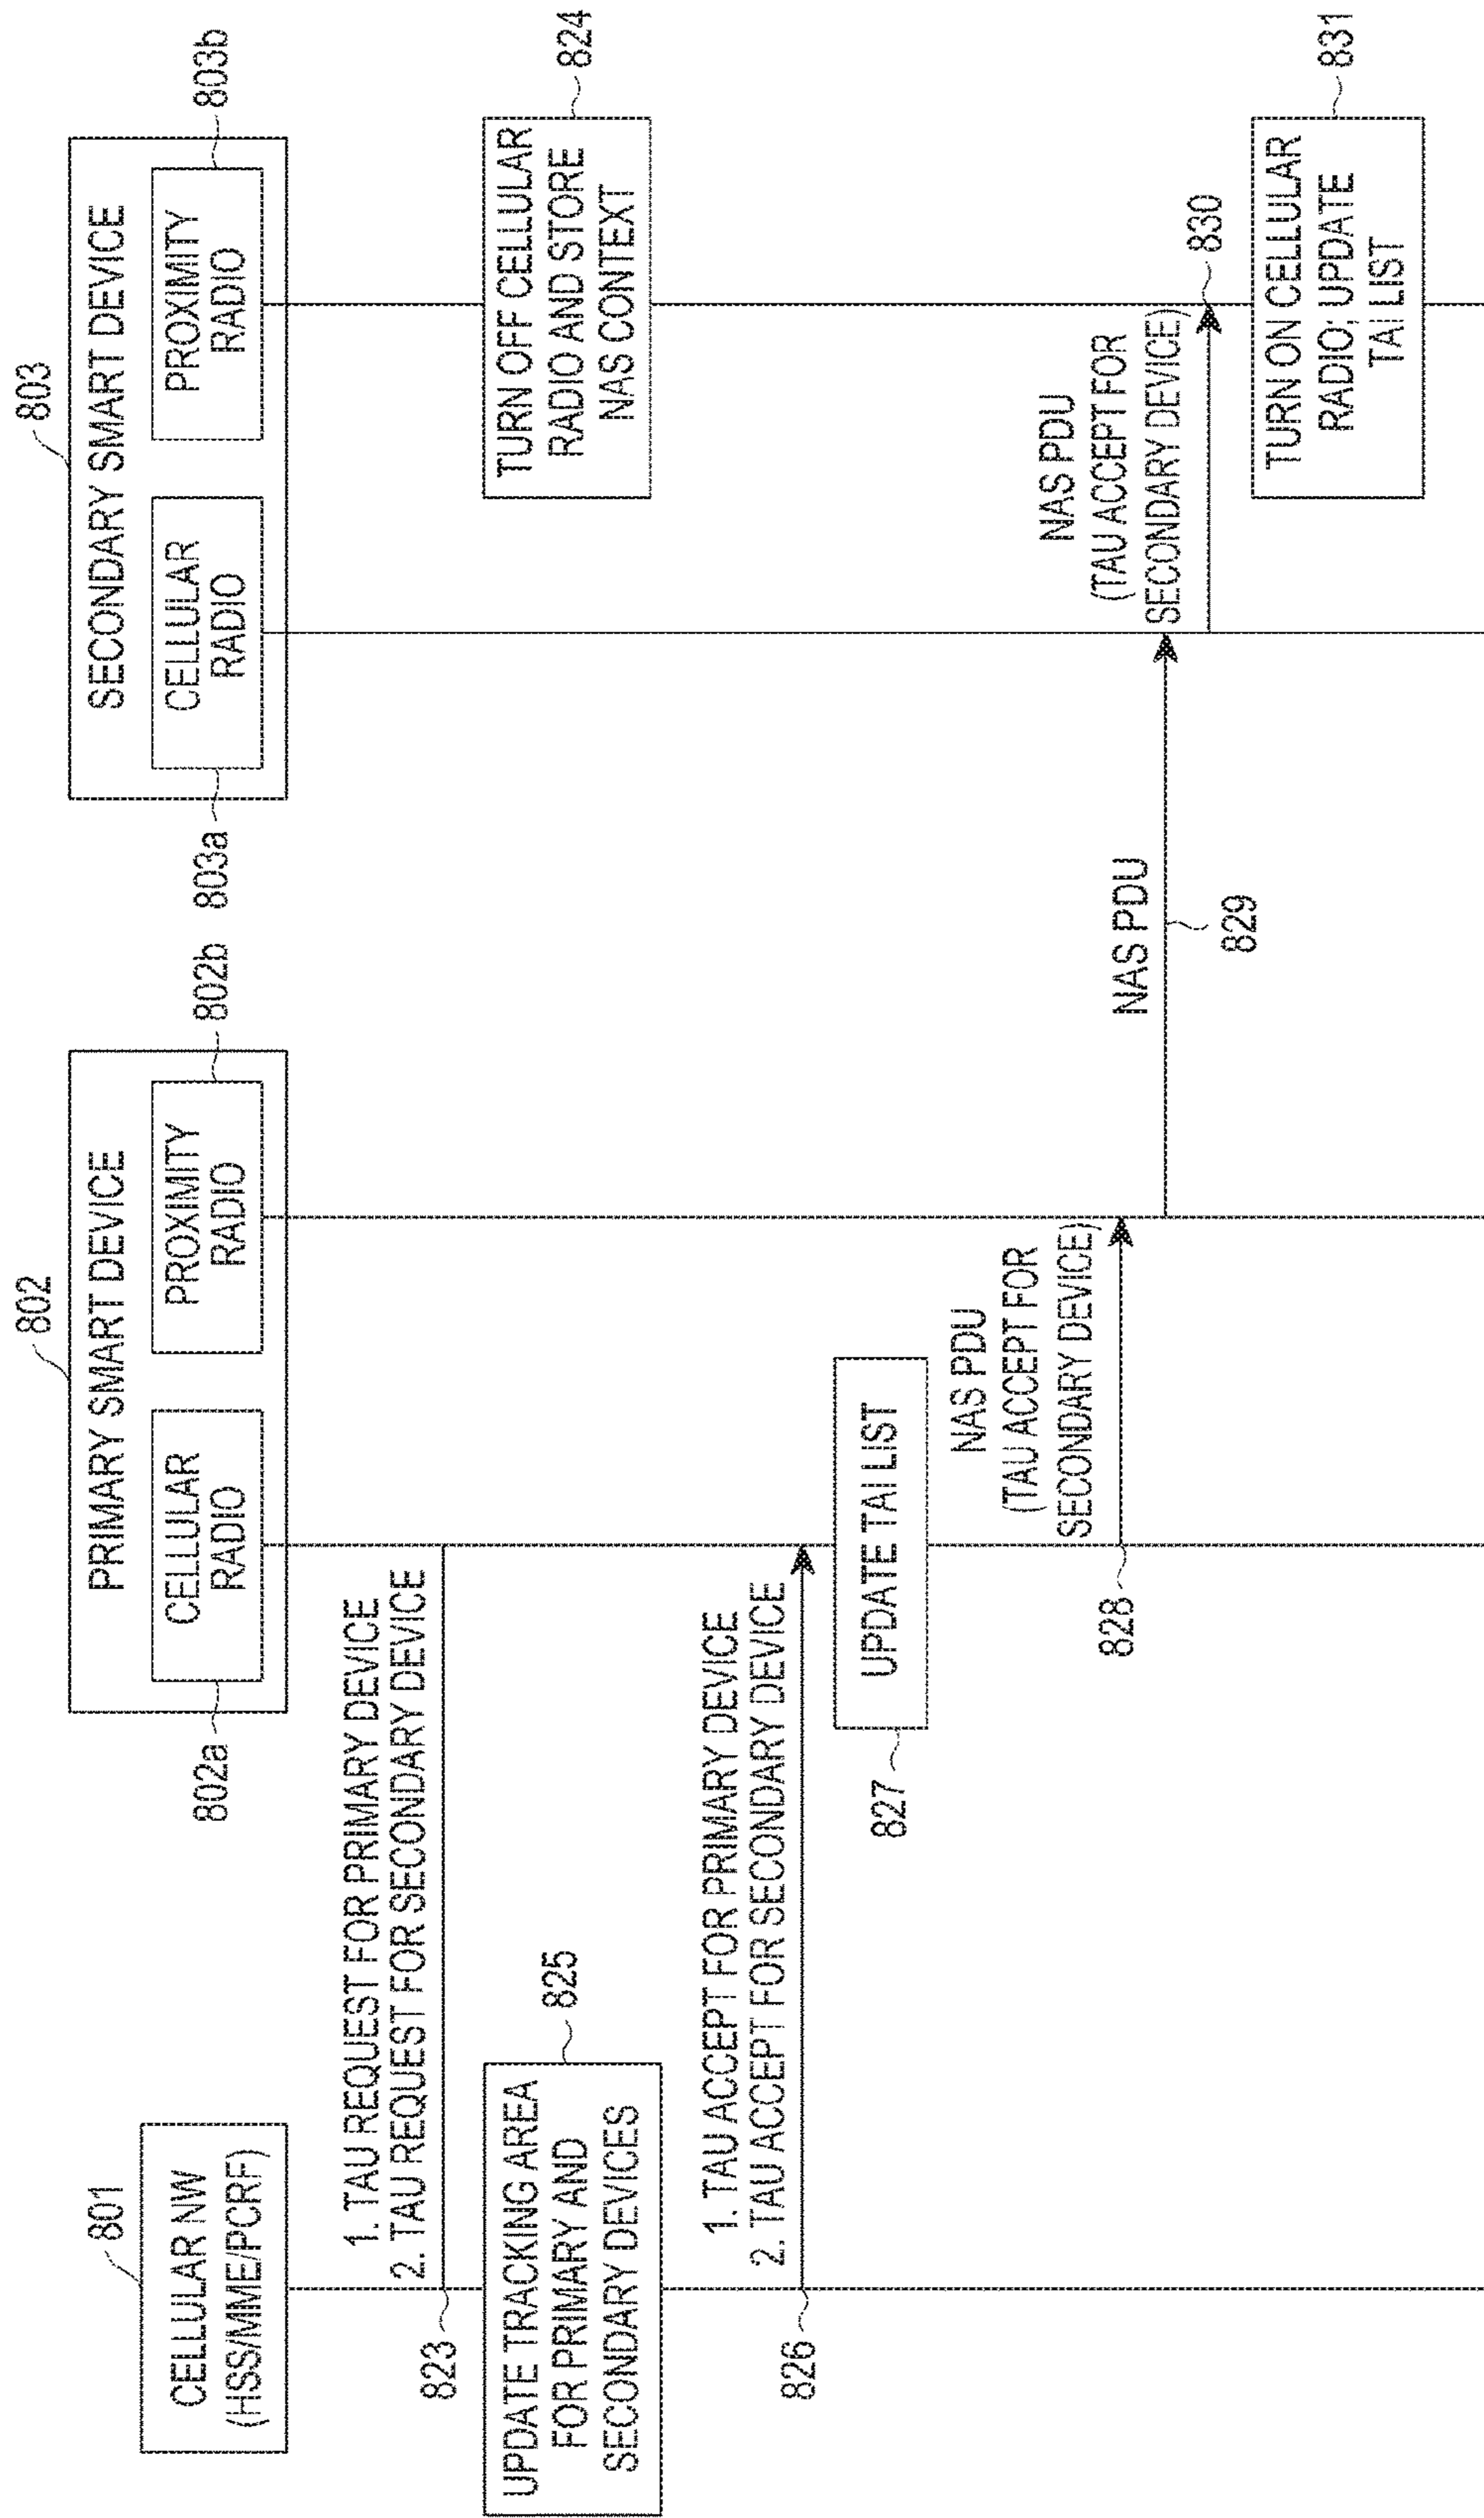 801
CELLULAR NW
(HSS/MME/PCRF)
802
PRIMARY SMART DEVICE
802a
CELLULAR
RADIO
PROXIMITY
RADIO
802b
803
SECONDARY SMART DEVICE
803a
CELLULAR
RADIO
PROXIMITY
RADIO
803b
1. TAU REQUEST FOR PRIMARY DEVICE
2. TAU REQUEST FOR SECONDARY DEVICE
823
TURN OFF CELLULAR
RADIO AND STORE
NAS CONTEXT
824
UPDATE TRACKING AREA
FOR PRIMARY AND
SECONDARY DEVICES
825
1. TAU ACCEPT FOR PRIMARY DEVICE
2. TAU ACCEPT FOR SECONDARY DEVICE
826
827
UPDATE TAI LIST
NAS PDU
(TAU ACCEPT FOR
SECONDARY DEVICE)
828
NAS PDU
829
NAS PDU
(TAU ACCEPT FOR
SECONDARY DEVICE)
830
TURN ON CELLULAR
RADIO; UPDATE
TAI LIST
831